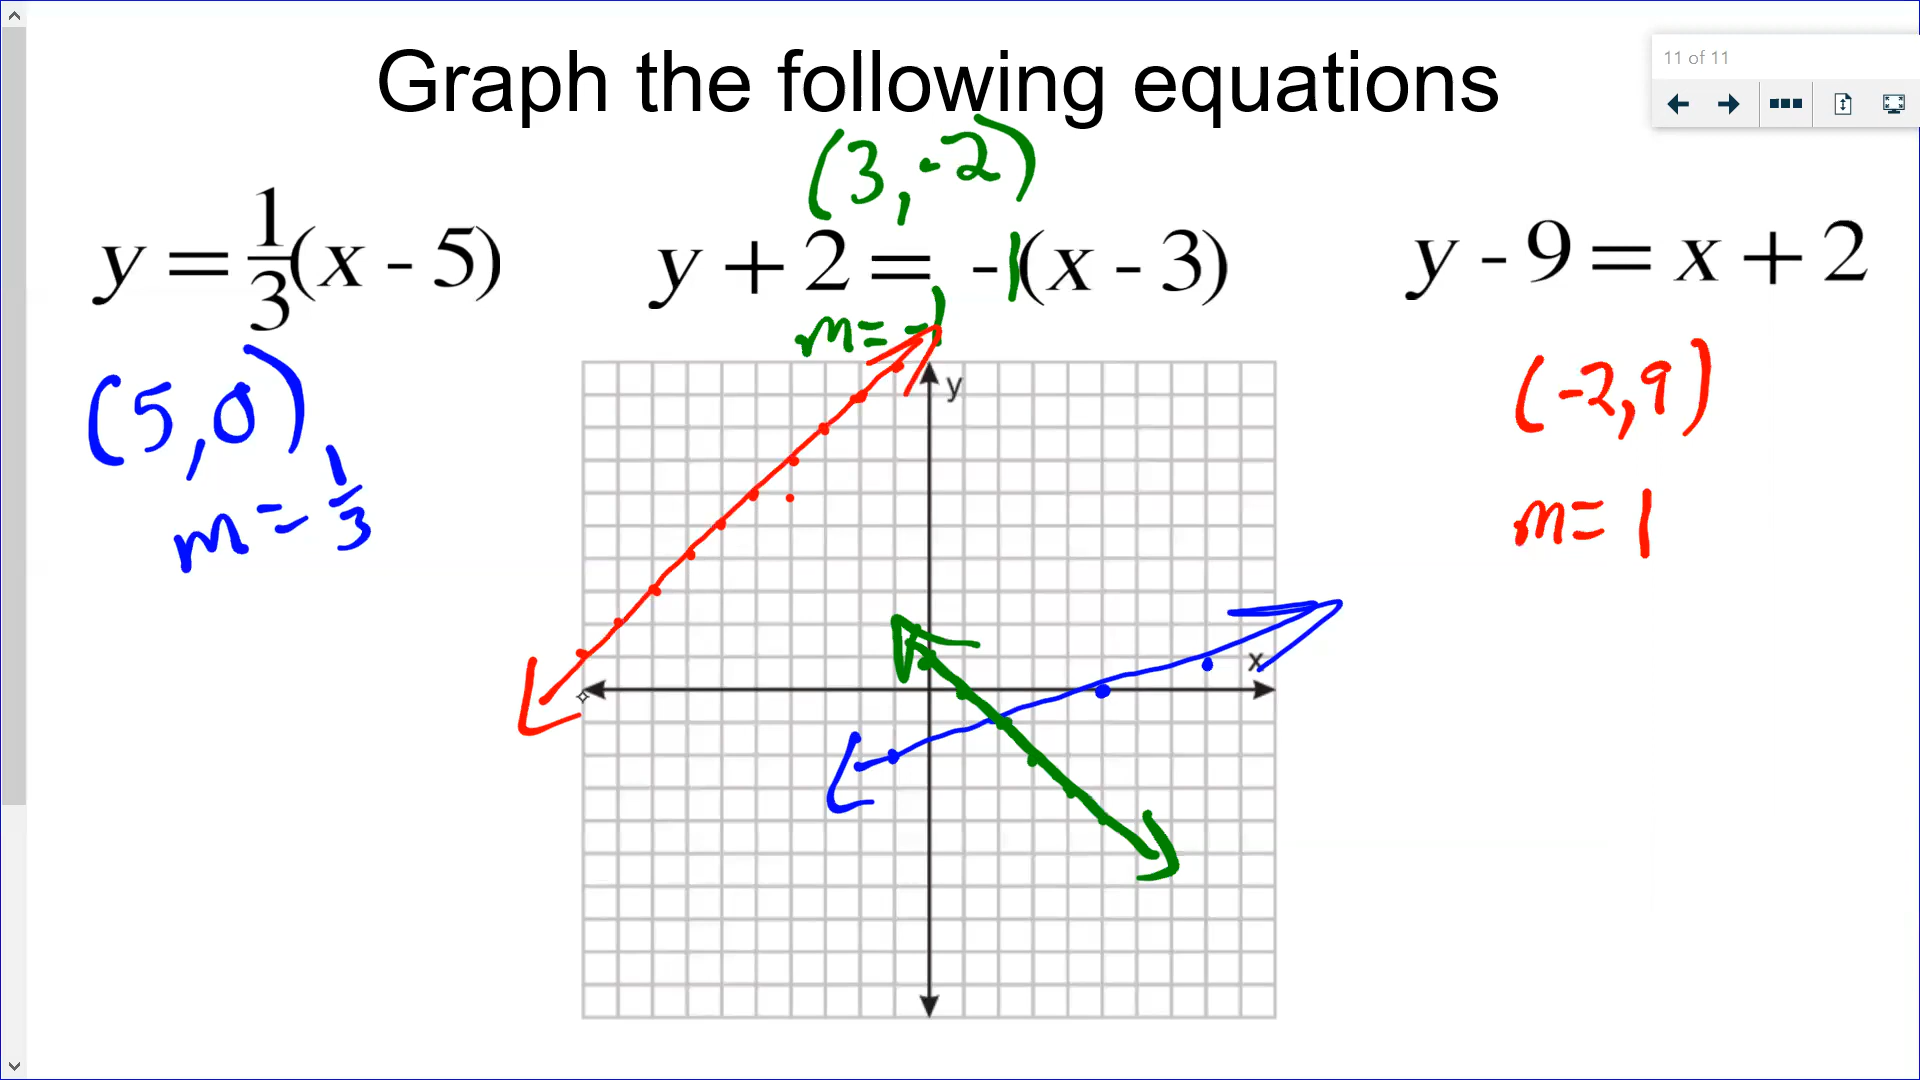 Graph the following equations
11 of 11
(3, -2)
y = 1/3(x - 5)
y + 2 = -1(x - 3)
y - 9 = x + 2
m = -1
(5, 0)
m = 1/3
(-2, 9)
m = 1
y
x